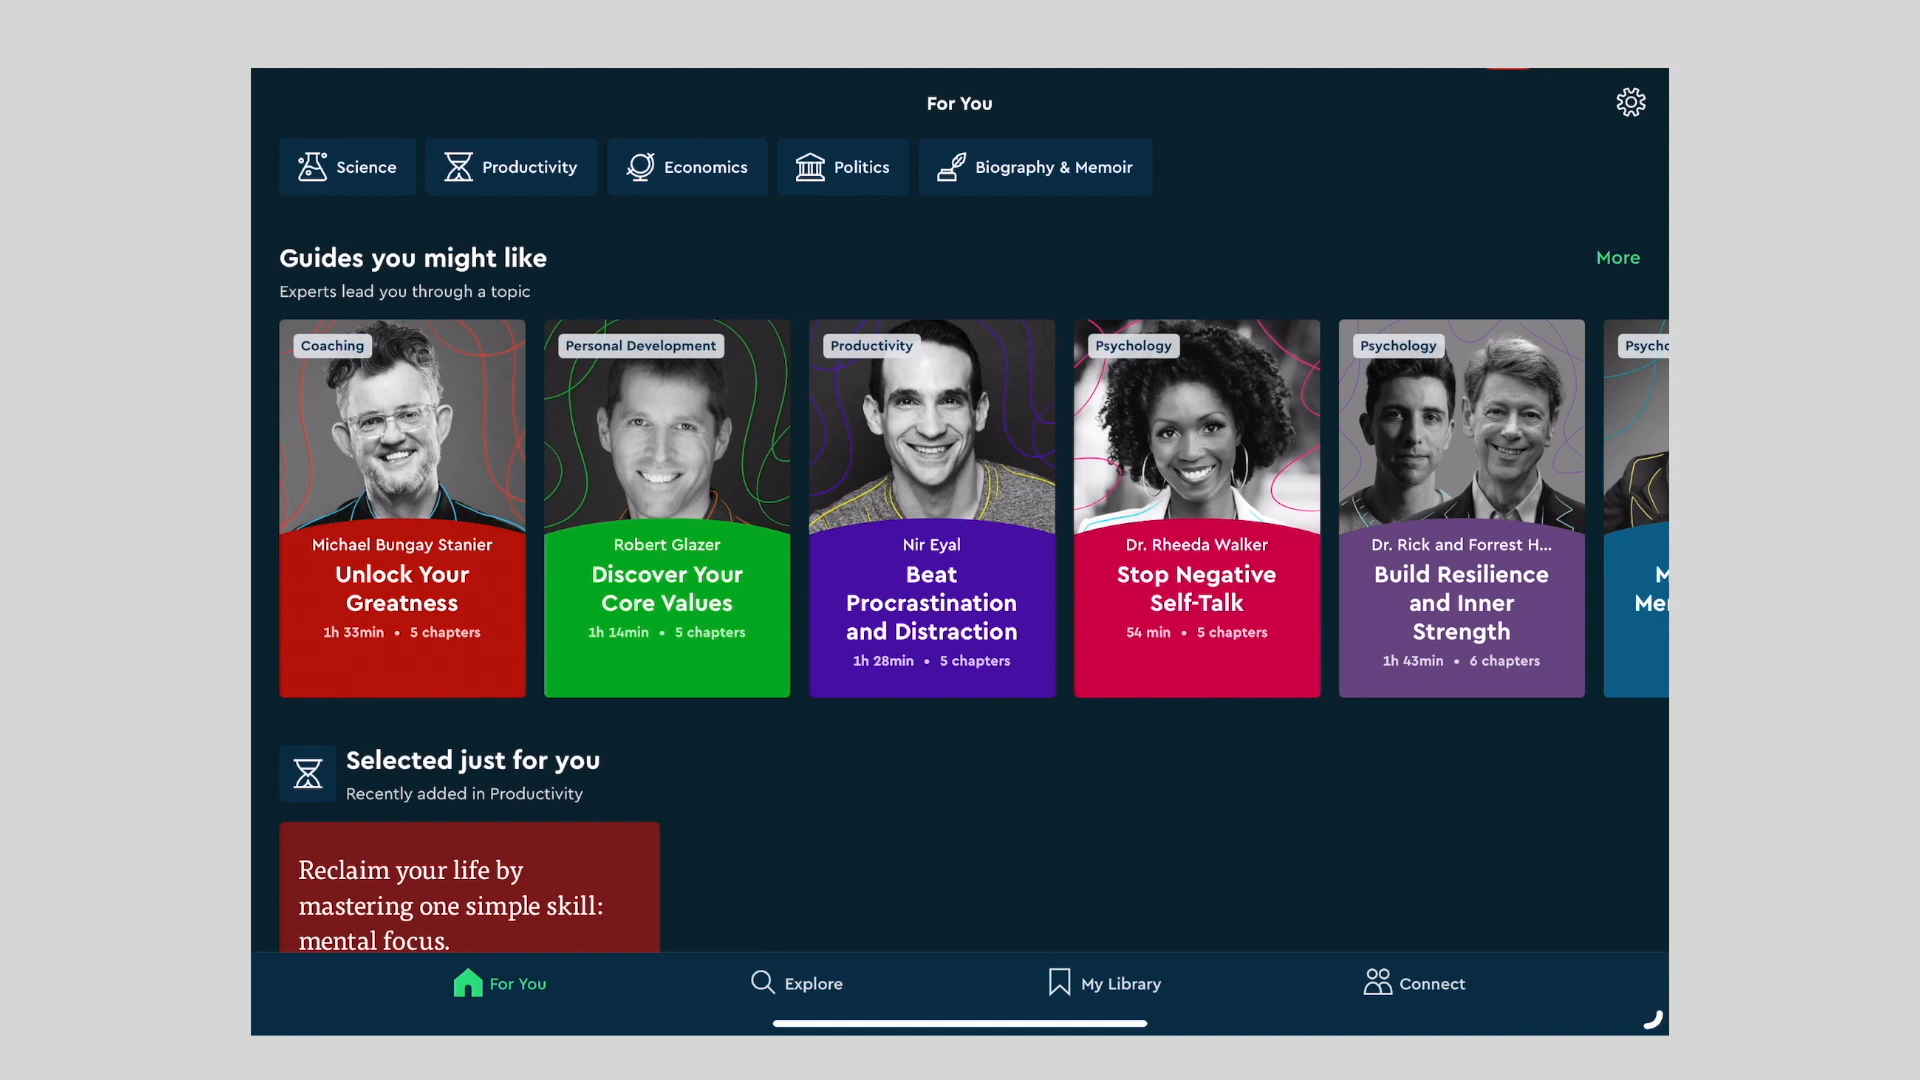 For You
Science
Productivity
Economics
Politics
Biography & Memoir
Guides you might like
More
Experts lead you through a topic
Coaching
Michael Bungay Stanier
Unlock Your
Greatness
1h 33min • 5 chapters
Personal Development
Robert Glazer
Discover Your
Core Values
1h 14min • 5 chapters
Productivity
Nir Eyal
Beat
Procrastination
and Distraction
1h 28min • 5 chapters
Psychology
Dr. Rheeda Walker
Stop Negative
Self-Talk
54 min • 5 chapters
Psychology
Dr. Rick and Forrest H...
Build Resilience
and Inner
Strength
1h 43min • 6 chapters
Selected just for you
Recently added in Productivity
Reclaim your life by
mastering one simple skill:
mental focus.
For You
Explore
My Library
Connect